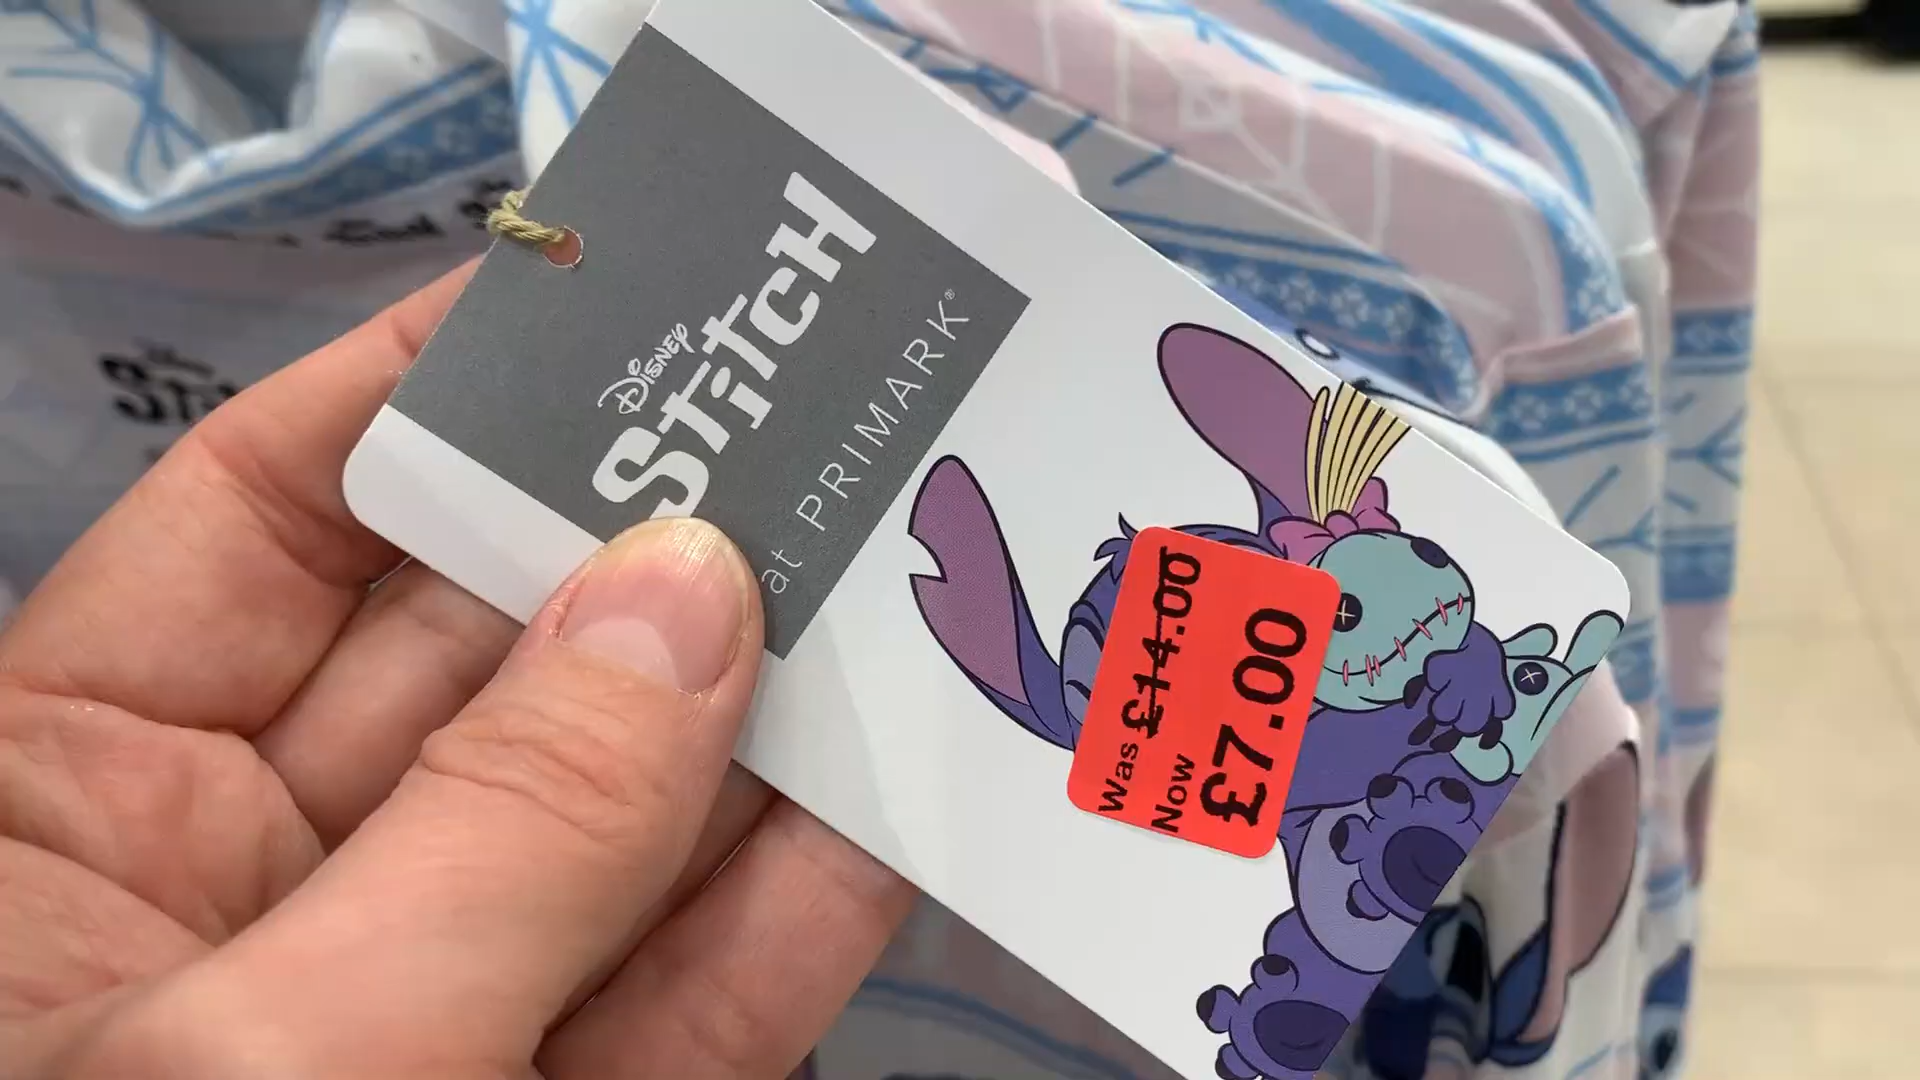 Disney
Stitch
at PRIMARK®
Was £14.00
Now
£7.00